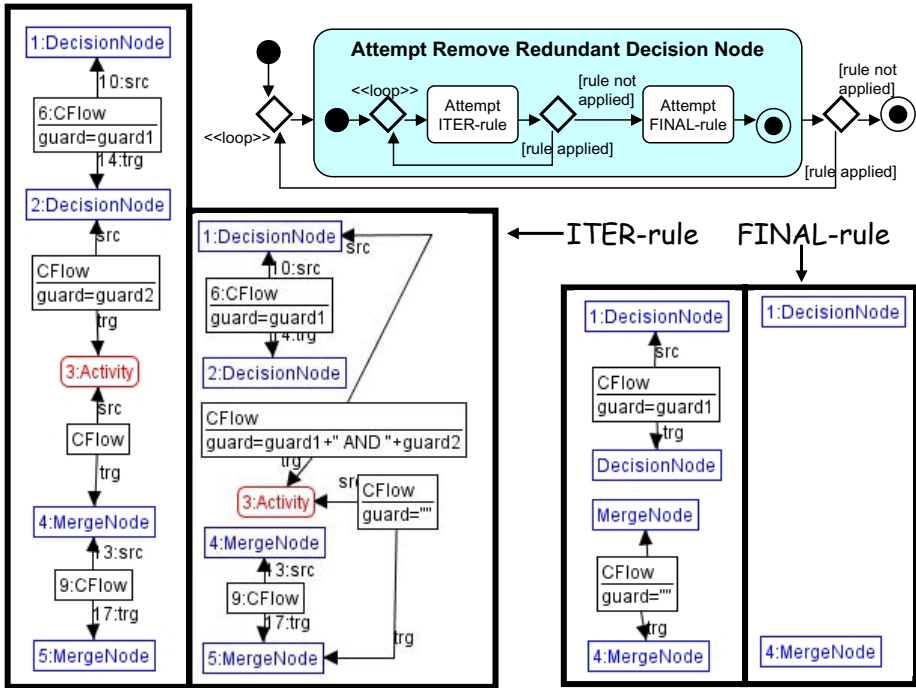 1:DecisionNode
10:src
6:CFlow
guard=guard1
14:trg
2:DecisionNode
src
CFlow
guard=guard2
trg
3:Activity
src
CFlow
trg
4:MergeNode
13:src
9:CFlow
17:trg
5:MergeNode
1:DecisionNode
src
10:src
6:CFlow
guard=guard1
14:trg
2:DecisionNode
CFlow
guard=guard1+" AND "+guard2
trg
src
3:Activity
CFlow
guard=""
4:MergeNode
13:src
9:CFlow
17:trg
trg
5:MergeNode
Attempt Remove Redundant Decision Node
<<loop>>
<<loop>>
Attempt
ITER-rule
[rule not
applied]
[rule applied]
Attempt
FINAL-rule
[rule not
applied]
[rule applied]
ITER-rule
FINAL-rule
1:DecisionNode
src
CFlow
guard=guard1
trg
DecisionNode
MergeNode
CFlow
guard=""
trg
4:MergeNode
1:DecisionNode
4:MergeNode